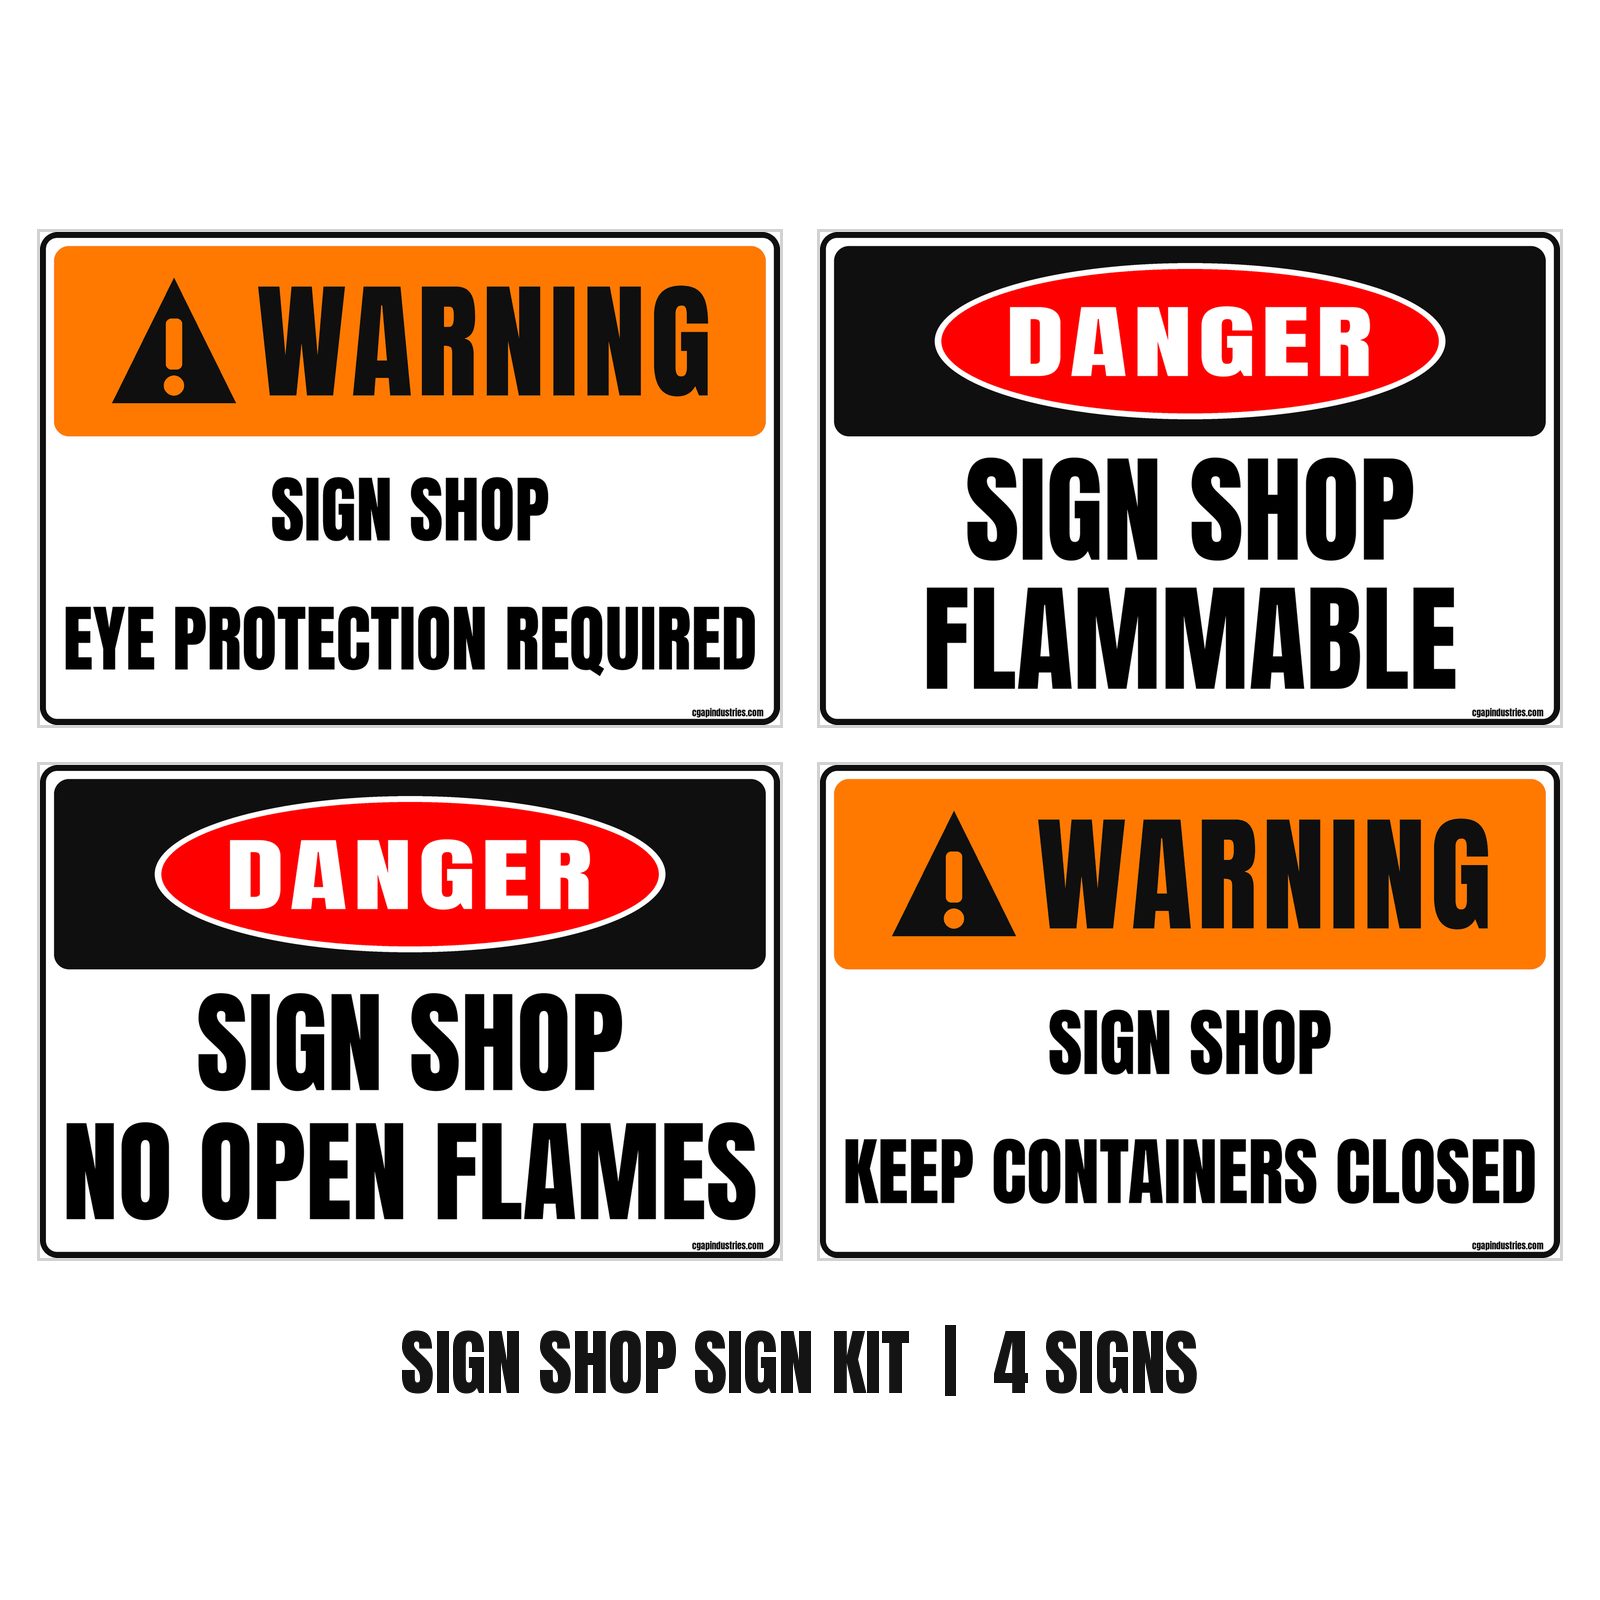 WARNING
SIGN SHOP
EYE PROTECTION REQUIRED
cgapindustries.com
DANGER
SIGN SHOP
FLAMMABLE
cgapindustries.com
DANGER
SIGN SHOP
NO OPEN FLAMES
cgapindustries.com
WARNING
SIGN SHOP
KEEP CONTAINERS CLOSED
cgapindustries.com
SIGN SHOP SIGN KIT | 4 SIGNS